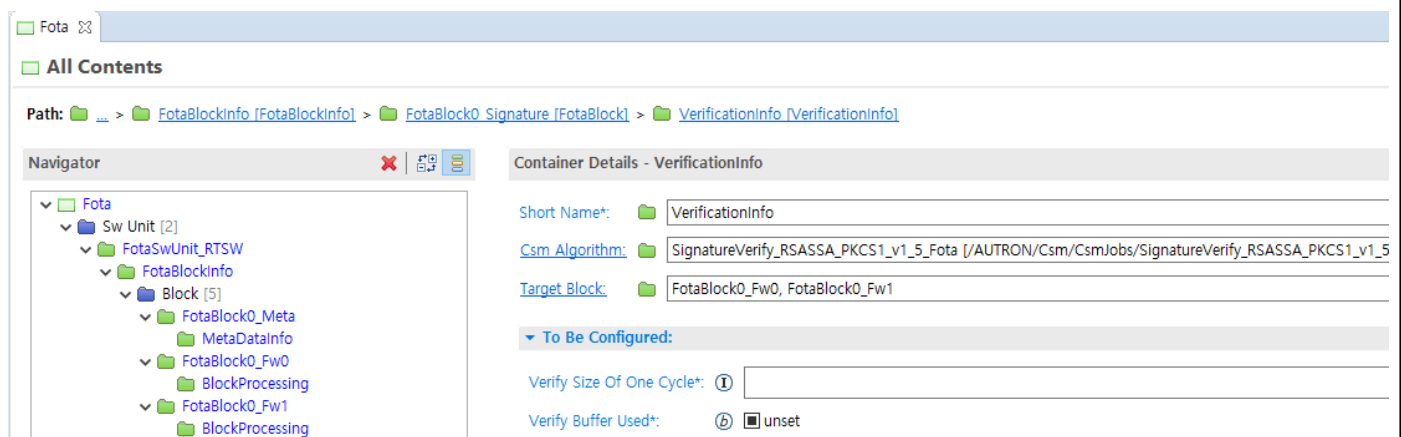 Fota
All Contents
Path: ... > FotaBlockInfo [FotaBlockInfo] > FotaBlock0_Signature [FotaBlock] > VerificationInfo [VerificationInfo]
Navigator
Fota
Sw Unit [2]
FotaSwUnit_RTSW
FotaBlockInfo
Block [5]
FotaBlock0_Meta
MetaDataInfo
FotaBlock0_Fw0
BlockProcessing
FotaBlock0_Fw1
BlockProcessing
Container Details - VerificationInfo
Short Name*: VerificationInfo
Csm Algorithm: SignatureVerify_RSASSA_PKCS1_v1_5_Fota [/AUTRON/Csm/CsmJobs/SignatureVerify_RSASSA_PKCS1_v1_5
Target Block: FotaBlock0_Fw0, FotaBlock0_Fw1
To Be Configured:
Verify Size Of One Cycle*: I
Verify Buffer Used*: b unset